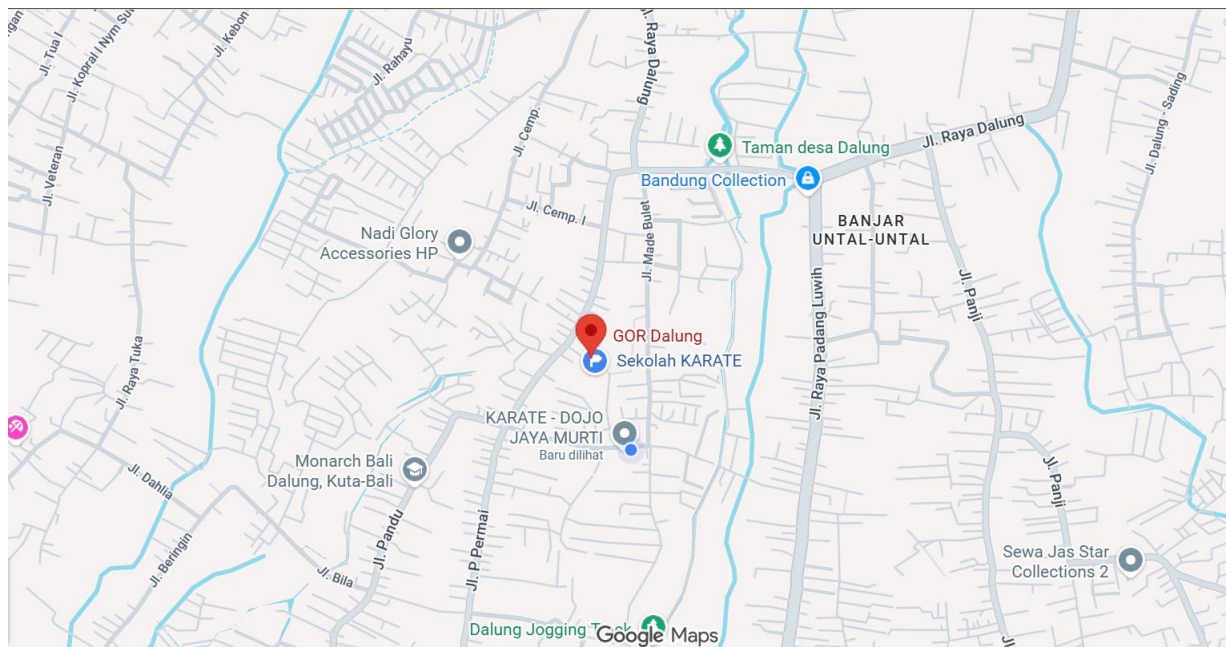 Jl. Tua I
Jl. Kopral I Nym Suw
Jl. Kebon
Jl. Rahayu
Jl. Veteran
Jl. Cemp.
Jl. Raya Dalung
Taman desa Dalung
Jl. Raya Dalung
Jl. Dalung - Sading
Bandung Collection
Jl. Cemp. I
Jl. Made Bulet
BANJAR
UNTAL-UNTAL
Nadi Glory
Accessories HP
Jl. Panji
Jl. Raya Padang Luwih
GOR Dalung
Sekolah KARATE
Jl. Raya Tuka
KARATE - DOJO
JAYA MURTI
Baru dilihat
Monarch Bali
Dalung, Kuta-Bali
Jl. Dahlia
Jl. Panji
Jl. Pandu
Jl. P.Permai
Jl. Beringin
Jl. Bila
Sewa Jas Star
Collections 2
Dalung Jogging
Google Maps
Jl.